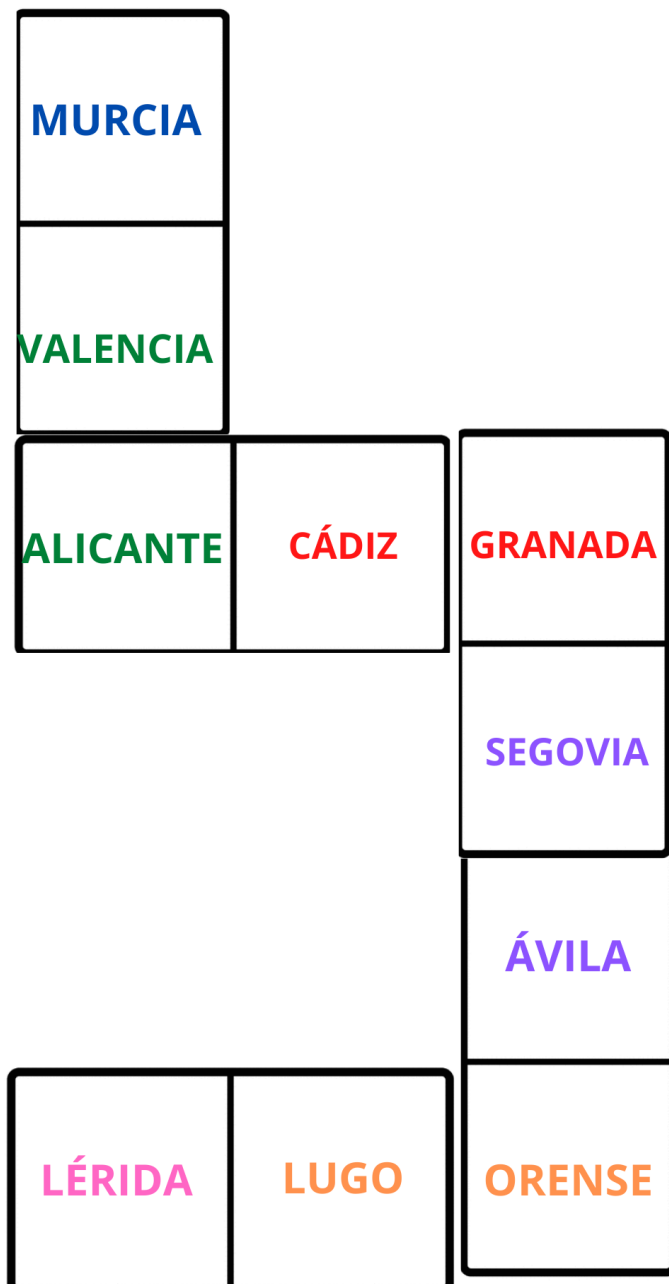 MURCIA
VALENCIA
ALICANTE
CÁDIZ
GRANADA
SEGOVIA
ÁVILA
LÉRIDA
LUGO
ORENSE